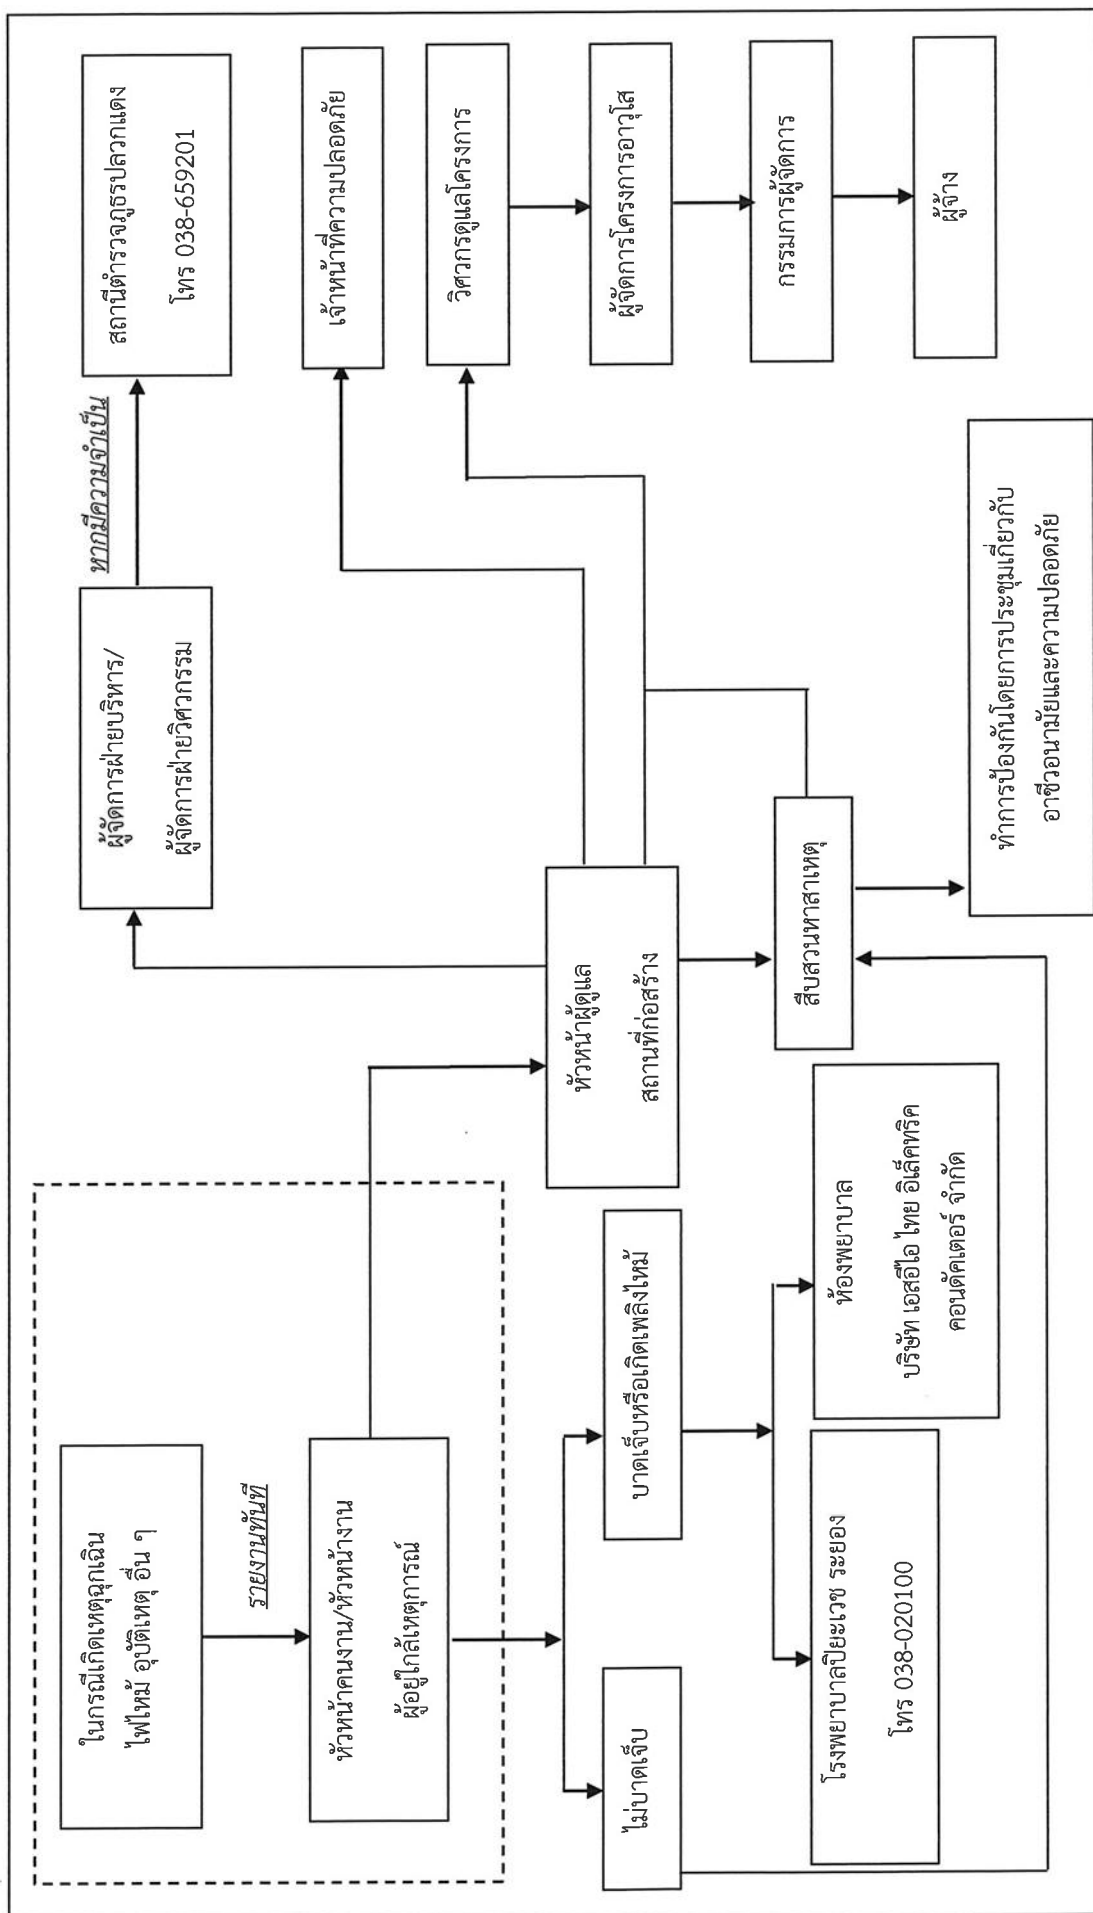 ในกรณีเกิดเหตุฉุกเฉิน
ไฟไหม้ อุบัติเหตุ อื่น ๆ
รายงานทันที
หัวหน้าคนงาน/หัวหน้างาน
ผู้อยู่ใกล้เหตุการณ์
ไม่บาดเจ็บ
บาดเจ็บหรือเกิดเพลิงไหม้
โรงพยาบาลปิยะเวช ระยอง
โทร 038-020100
ห้องพยาบาล
บริษัท เอสอีไอ ไทย อิเล็คทริค
คอนดัคเตอร์ จำกัด
หัวหน้าผู้ดูแล
สถานที่ก่อสร้าง
สืบสวนหาสาเหตุ
ทำการป้องกันโดยการประชุมเกี่ยวกับ
อาชีวอนามัยและความปลอดภัย
ผู้จัดการฝ่ายบริหาร/
ผู้จัดการฝ่ายวิศวกรรม
หากมีความจำเป็น
สถานีตำรวจภูธรปลวกแดง
โทร 038-659201
เจ้าหน้าที่ความปลอดภัย
วิศวกรดูแลโครงการ
ผู้จัดการโครงการอาวุโส
กรรมการผู้จัดการ
ผู้จ้าง